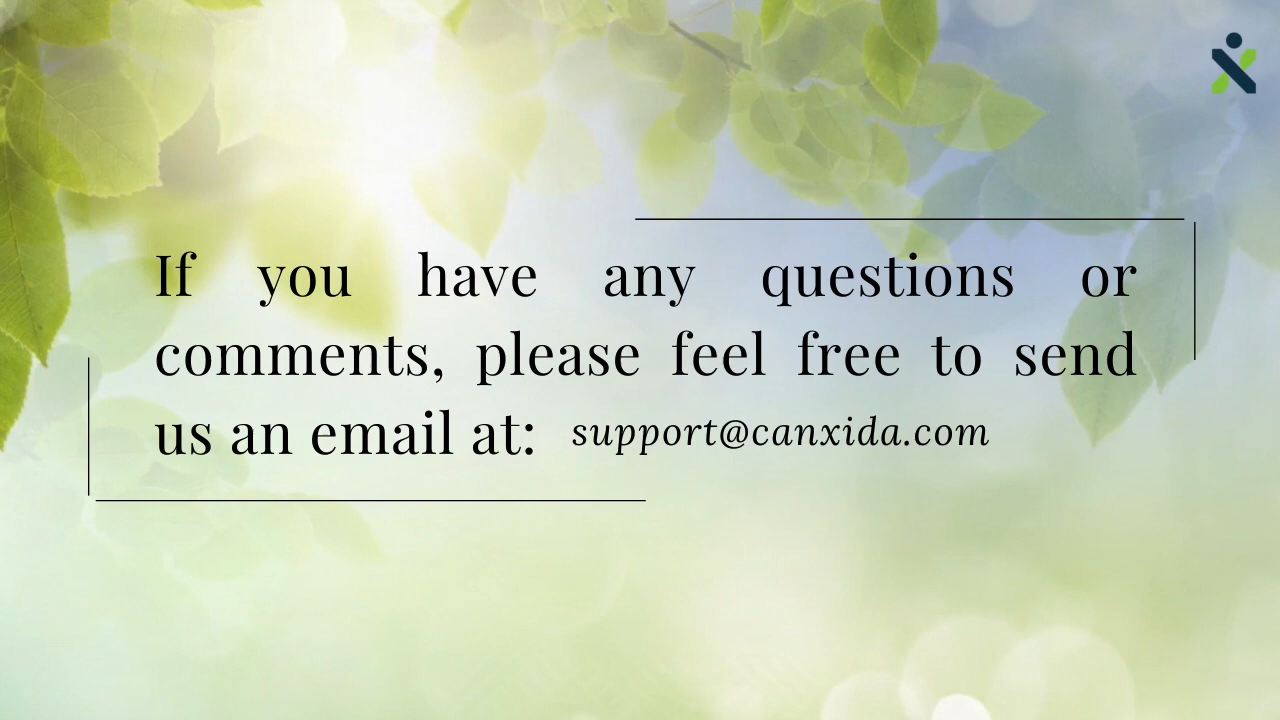 If you have any questions or
comments, please feel free to send
us an email at: support@canxida.com